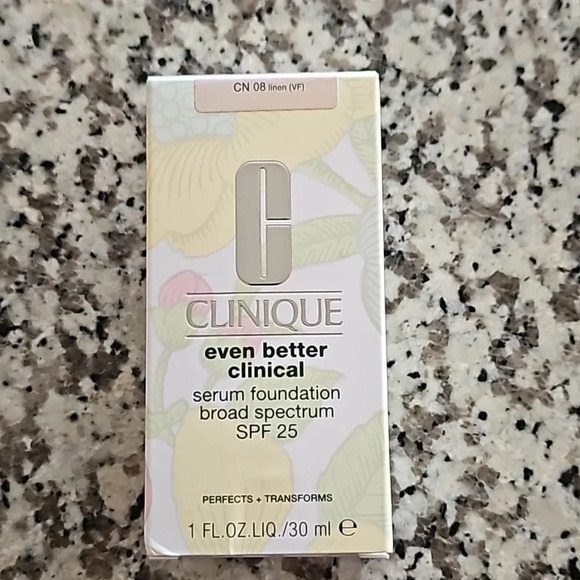 CN 08 linen (VF)
C
CLINIQUE
even better
clinical
serum foundation
broad spectrum
SPF 25
PERFECTS + TRANSFORMS
1 FL.OZ.LIQ./30 ml ℮